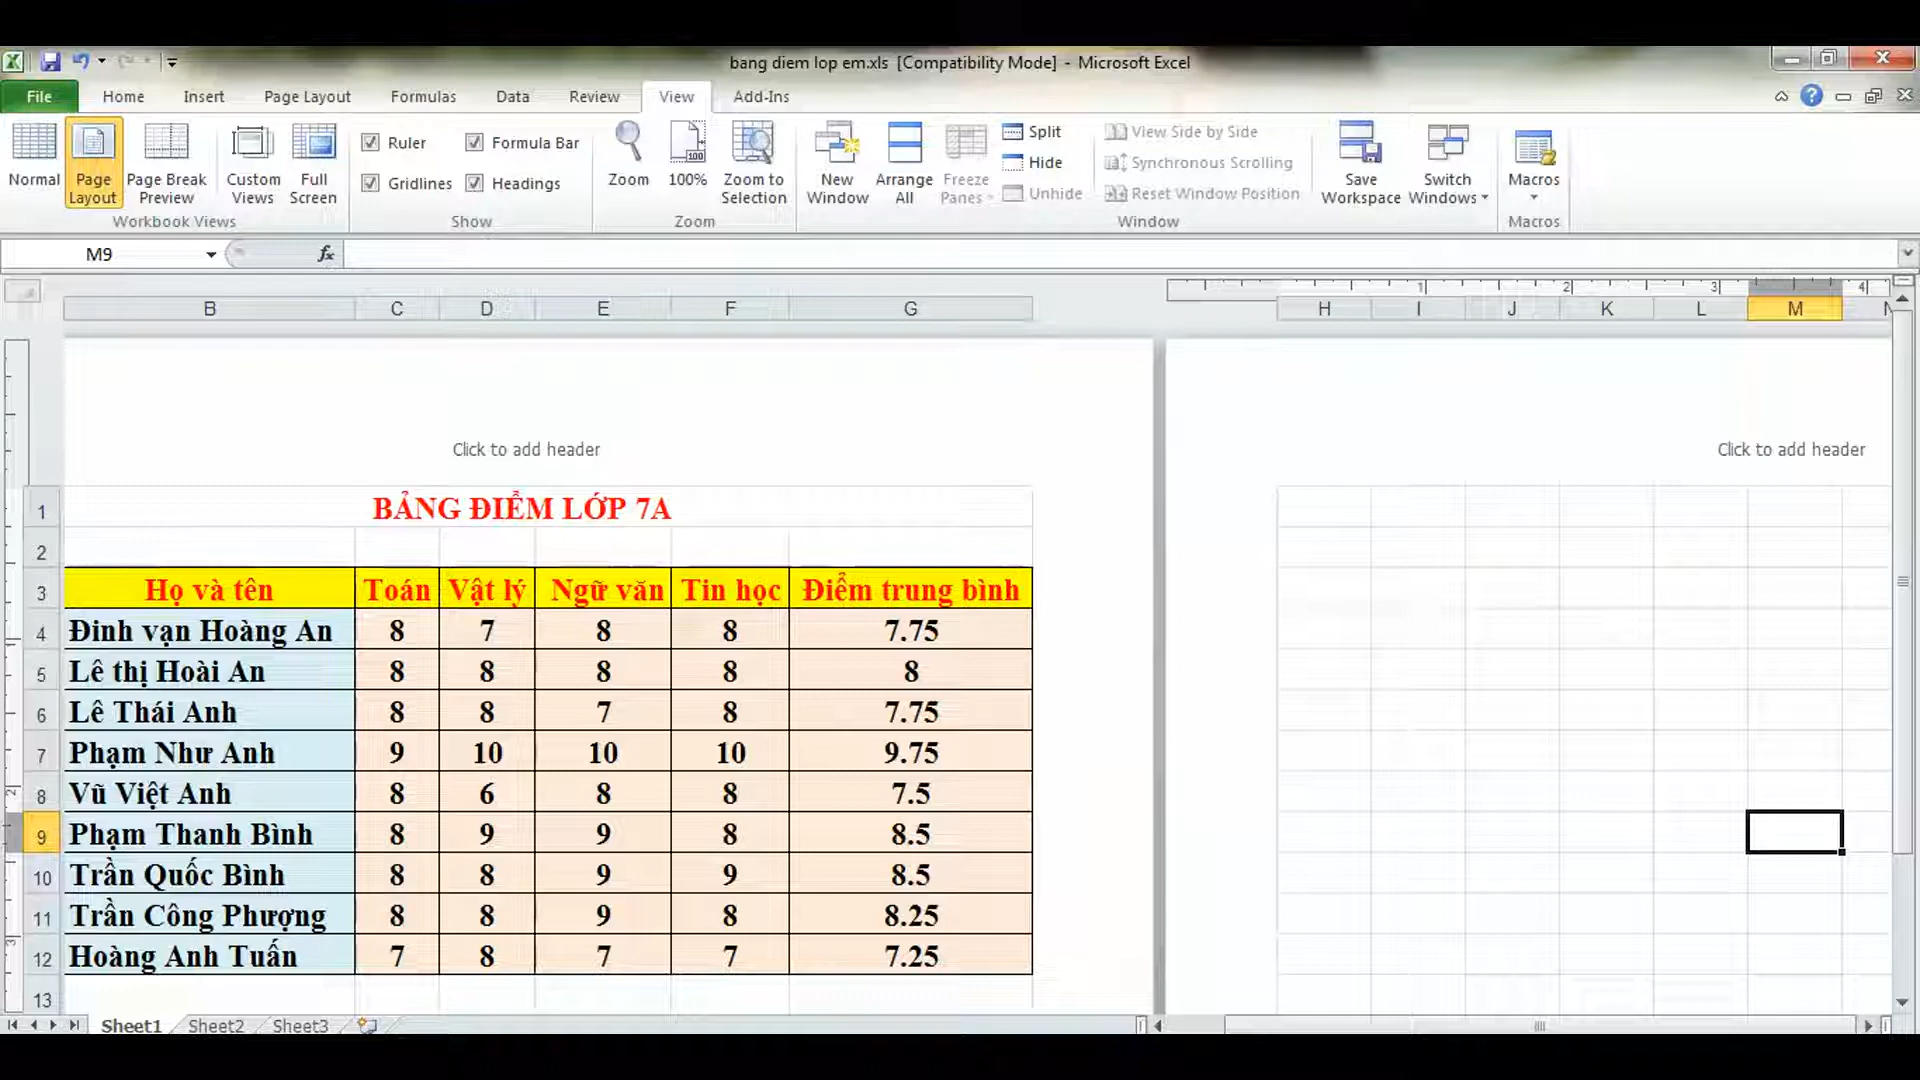 bang diem lop em.xls [Compatibility Mode] - Microsoft Excel
File Home Insert Page Layout Formulas Data Review View Add-Ins
Normal Page Layout Page Break Preview Custom Views Full Screen
Workbook Views
Ruler Formula Bar
Gridlines Headings
Show
Zoom 100% Zoom to Selection
Zoom
New Window Arrange All Freeze Panes
Split
Hide
Unhide
View Side by Side
Synchronous Scrolling
Reset Window Position
Window
Save Workspace Switch Windows
Macros
Macros
M9 fx
1 2 3 4
B C D E F G H I J K L M
Click to add header Click to add header
1 BẢNG ĐIỂM LỚP 7A
2
3 Họ và tên Toán Vật lý Ngữ văn Tin học Điểm trung bình
4 Đinh vạn Hoàng An 8 7 8 8 7.75
5 Lê thị Hoài An 8 8 8 8 8
6 Lê Thái Anh 8 8 7 8 7.75
7 Phạm Như Anh 9 10 10 10 9.75
8 Vũ Việt Anh 8 6 8 8 7.5
9 Phạm Thanh Bình 8 9 9 8 8.5
10 Trần Quốc Bình 8 8 9 9 8.5
11 Trần Công Phượng 8 8 9 8 8.25
12 Hoàng Anh Tuấn 7 8 7 7 7.25
13
Sheet1 Sheet2 Sheet3